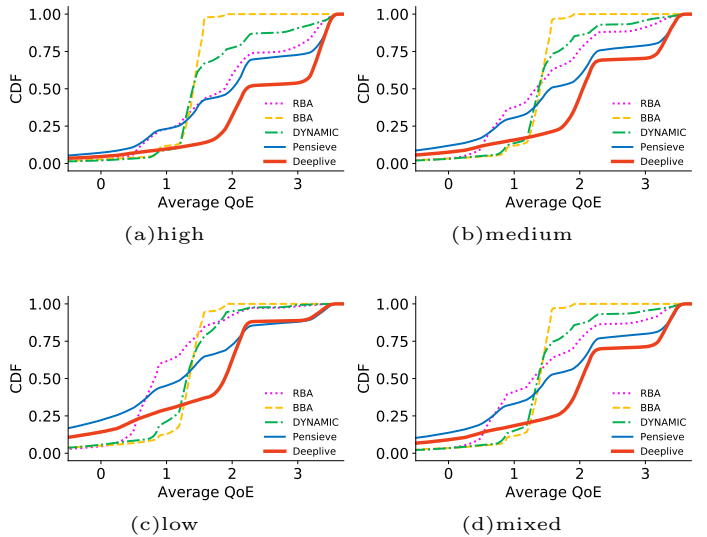 1.00
0.75
0.50
0.25
0.00
CDF
RBA
BBA
DYNAMIC
Pensieve
Deeplive
0 1 2 3
Average QoE
(a)high
1.00
0.75
0.50
0.25
0.00
CDF
RBA
BBA
DYNAMIC
Pensieve
Deeplive
0 1 2 3
Average QoE
(b)medium
1.00
0.75
0.50
0.25
0.00
CDF
RBA
BBA
DYNAMIC
Pensieve
Deeplive
0 1 2 3
Average QoE
(c)low
1.00
0.75
0.50
0.25
0.00
CDF
RBA
BBA
DYNAMIC
Pensieve
Deeplive
0 1 2 3
Average QoE
(d)mixed